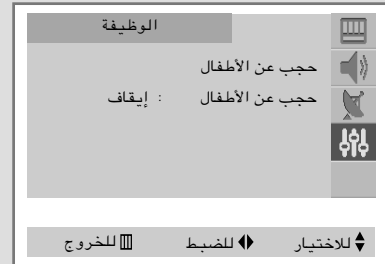 الوظيفة
حجب عن الأطفال
حجب عن الأطفال : إيقاف
للاختيار للضبط للخروج